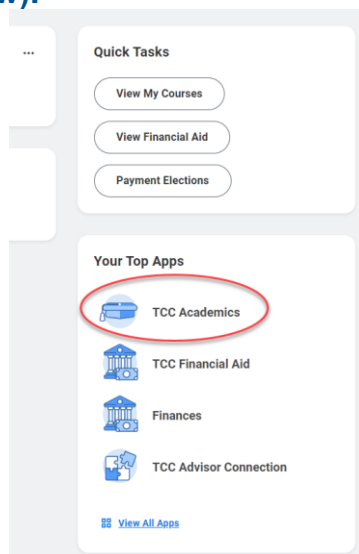 w).
...
Quick Tasks
View My Courses
View Financial Aid
Payment Elections
Your Top Apps
TCC Academics
TCC Financial Aid
Finances
TCC Advisor Connection
View All Apps